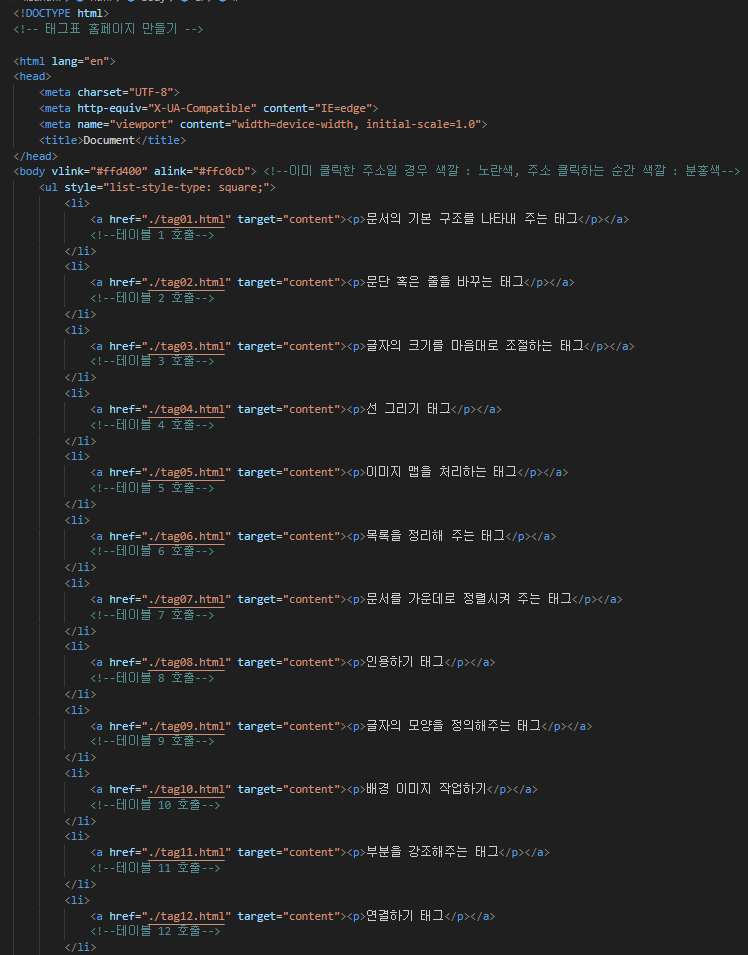 <!DOCTYPE html>
<!-- 태그표 홈페이지 만들기 -->
<html lang="en">
<head>
<meta charset="UTF-8">
<meta http-equiv="X-UA-Compatible" content="IE=edge">
<meta name="viewport" content="width=device-width, initial-scale=1.0">
<title>Document</title>
</head>
<body vlink="#ffd400" alink="#ffc0cb"> <!--이미 클릭한 주소일 경우 색깔 : 노란색, 주소 클릭하는 순간 색깔 : 분홍색-->
<ul style="list-style-type: square;">
<li>
<a href="./tag01.html" target="content"><p>문서의 기본 구조를 나타내 주는 태그</p></a>
<!--테이블 1 호출-->
</li>
<li>
<a href="./tag02.html" target="content"><p>문단 혹은 줄을 바꾸는 태그</p></a>
<!--테이블 2 호출-->
</li>
<li>
<a href="./tag03.html" target="content"><p>글자의 크기를 마음대로 조절하는 태그</p></a>
<!--테이블 3 호출-->
</li>
<li>
<a href="./tag04.html" target="content"><p>선 그리기 태그</p></a>
<!--테이블 4 호출-->
</li>
<li>
<a href="./tag05.html" target="content"><p>이미지 맵을 처리하는 태그</p></a>
<!--테이블 5 호출-->
</li>
<li>
<a href="./tag06.html" target="content"><p>목록을 정리해 주는 태그</p></a>
<!--테이블 6 호출-->
</li>
<li>
<a href="./tag07.html" target="content"><p>문서를 가운데로 정렬시켜 주는 태그</p></a>
<!--테이블 7 호출-->
</li>
<li>
<a href="./tag08.html" target="content"><p>인용하기 태그</p></a>
<!--테이블 8 호출-->
</li>
<li>
<a href="./tag09.html" target="content"><p>글자의 모양을 정의해주는 태그</p></a>
<!--테이블 9 호출-->
</li>
<li>
<a href="./tag10.html" target="content"><p>배경 이미지 작업하기</p></a>
<!--테이블 10 호출-->
</li>
<li>
<a href="./tag11.html" target="content"><p>부분을 강조해주는 태그</p></a>
<!--테이블 11 호출-->
</li>
<li>
<a href="./tag12.html" target="content"><p>연결하기 태그</p></a>
<!--테이블 12 호출-->
</li>